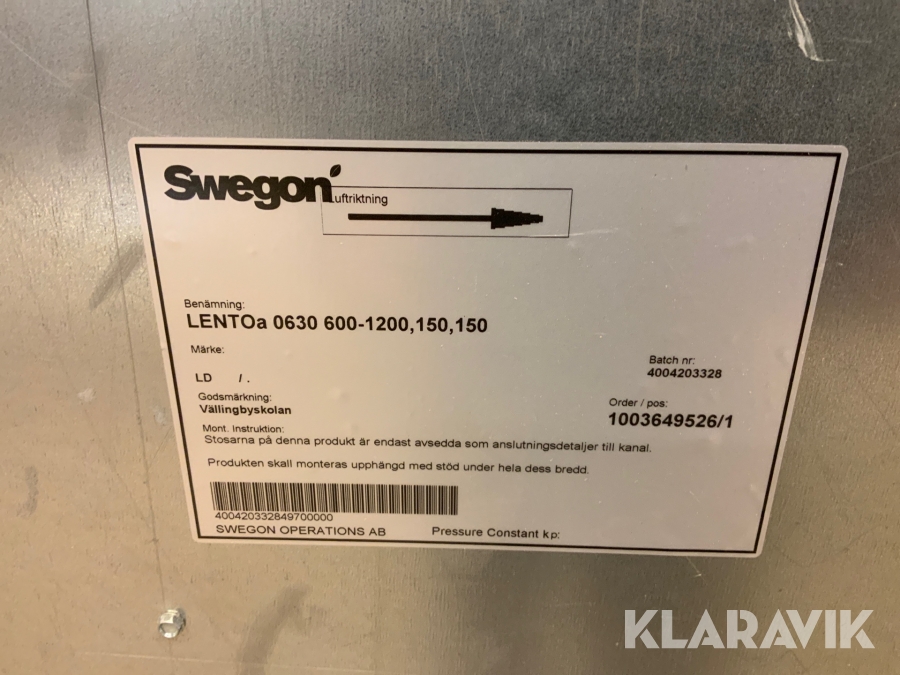 Swegon
Luftriktning
Benämning:
LENTOa 0630 600-1200,150,150
Märke:
LD /.
Batch nr:
4004203328
Godsmärkning:
Vällingbyskolan
Order / pos:
1003649526/1
Mont. Instruktion:
Stosarna på denna produkt är endast avsedda som anslutningsdetaljer till kanal.
Produkten skall monteras upphängd med stöd under hela dess bredd.
400420332849700000
SWEGON OPERATIONS AB Pressure Constant kp:
KLARAVIK